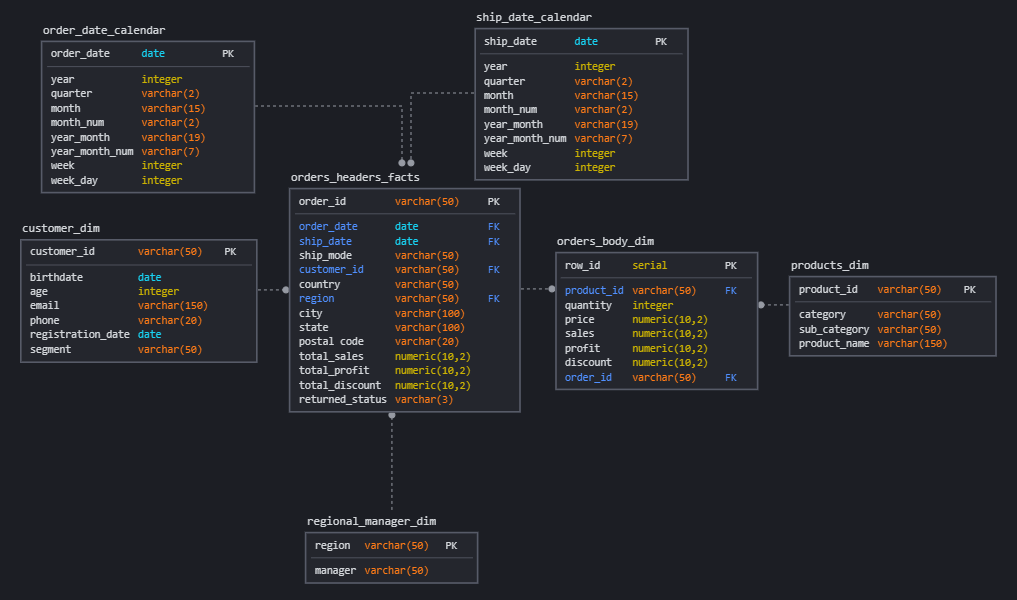 order_date_calendar
order_date date PK
year integer
quarter varchar(2)
month varchar(15)
month_num varchar(2)
year_month varchar(19)
year_month_num varchar(7)
week integer
week_day integer
ship_date_calendar
ship_date date PK
year integer
quarter varchar(2)
month varchar(15)
month_num varchar(2)
year_month varchar(19)
year_month_num varchar(7)
week integer
week_day integer
customer_dim
customer_id varchar(50) PK
birthdate date
age integer
email varchar(150)
phone varchar(20)
registration_date date
segment varchar(50)
orders_headers_facts
order_id varchar(50) PK
order_date date FK
ship_date date FK
ship_mode varchar(50)
customer_id varchar(50) FK
country varchar(50)
region varchar(50) FK
city varchar(100)
state varchar(100)
postal code varchar(20)
total_sales numeric(10,2)
total_profit numeric(10,2)
total_discount numeric(10,2)
returned_status varchar(3)
orders_body_dim
row_id serial PK
product_id varchar(50) FK
quantity integer
price numeric(10,2)
sales numeric(10,2)
profit numeric(10,2)
discount numeric(10,2)
order_id varchar(50) FK
products_dim
product_id varchar(50) PK
category varchar(50)
sub_category varchar(50)
product_name varchar(150)
regional_manager_dim
region varchar(50) PK
manager varchar(50)